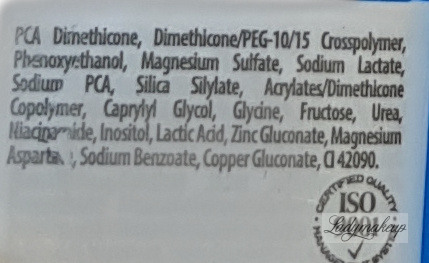 PCA Dimethicone, Dimethicone/PEG-10/15 Crosspolymer,
Phenoxyethanol, Magnesium Sulfate, Sodium Lactate,
Sodium PCA, Silica Silylate, Acrylates/Dimethicone
Copolymer, Caprylyl Glycol, Glycine, Fructose, Urea,
Niacinamide, Inositol, Lactic Acid, Zinc Gluconate, Magnesium
Sodium Benzoate, Copper Gluconate, CI 42090.
CERTIFIED QUALITY
ISO
Ladymakeup